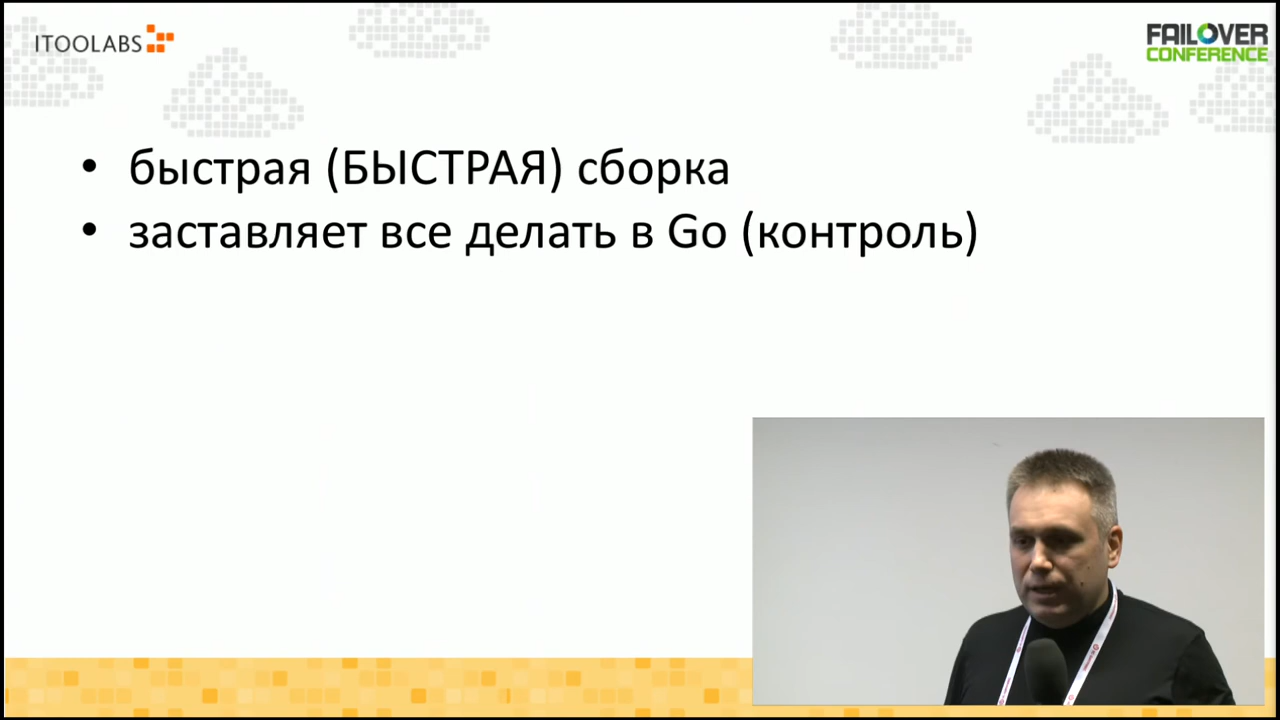 ITOOLABS
FAILOVER
CONFERENCE
• быстрая (БЫСТРАЯ) сборка
• заставляет все делать в Go (контроль)